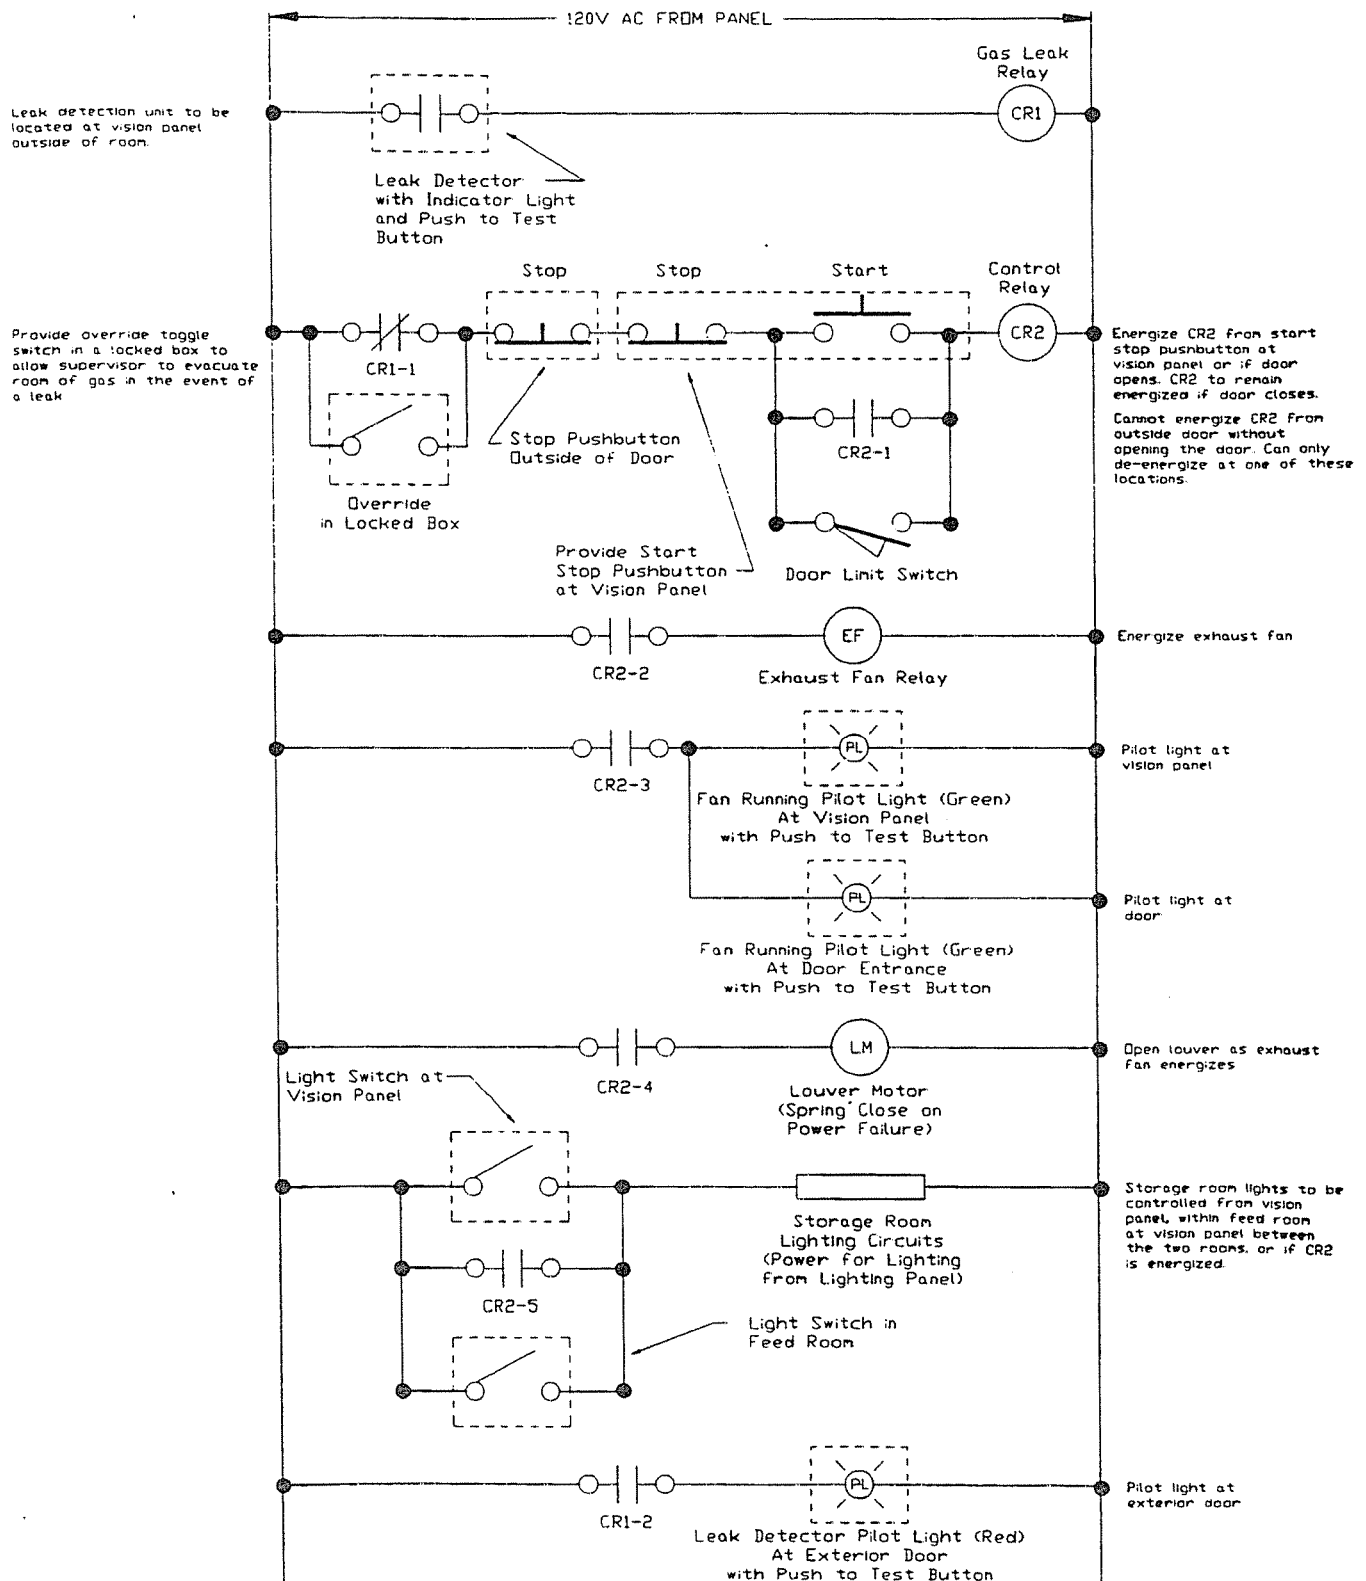 120V AC FROM PANEL
Gas Leak
Relay
CR1
Leak detection unit to be
located at vision panel
outside of room.
Leak Detector
with Indicator Light
and Push to Test
Button
Stop
Stop
Start
Control
Relay
CR2
Provide override toggle
switch in a locked box to
allow supervisor to evacuate
room of gas in the event of
a leak
CR1-1
Override
in Locked Box
Stop Pushbutton
Outside of Door
CR2-1
Provide Start
Stop Pushbutton
at Vision Panel
Door Limit Switch
Energize CR2 from start
stop pushbutton at
vision panel or if door
opens. CR2 to remain
energized if door closes.
Cannot energize CR2 from
outside door without
opening the door. Can only
de-energize at one of these
locations.
CR2-2
EF
Exhaust Fan Relay
Energize exhaust fan
CR2-3
PL
Fan Running Pilot Light (Green)
At Vision Panel
with Push to Test Button
Pilot light at
vision panel
PL
Fan Running Pilot Light (Green)
At Door Entrance
with Push to Test Button
Pilot light at
door
CR2-4
LM
Louver Motor
(Spring Close on
Power Failure)
Open louver as exhaust
fan energizes
Light Switch at
Vision Panel
Storage Room
Lighting Circuits
(Power for Lighting
from Lighting Panel)
Storage room lights to be
controlled from vision
panel, within feed room
at vision panel between
the two rooms. or if CR2
is energized.
CR2-5
Light Switch in
Feed Room
CR1-2
PL
Leak Detector Pilot Light (Red)
At Exterior Door
with Push to Test Button
Pilot light at
exterior door